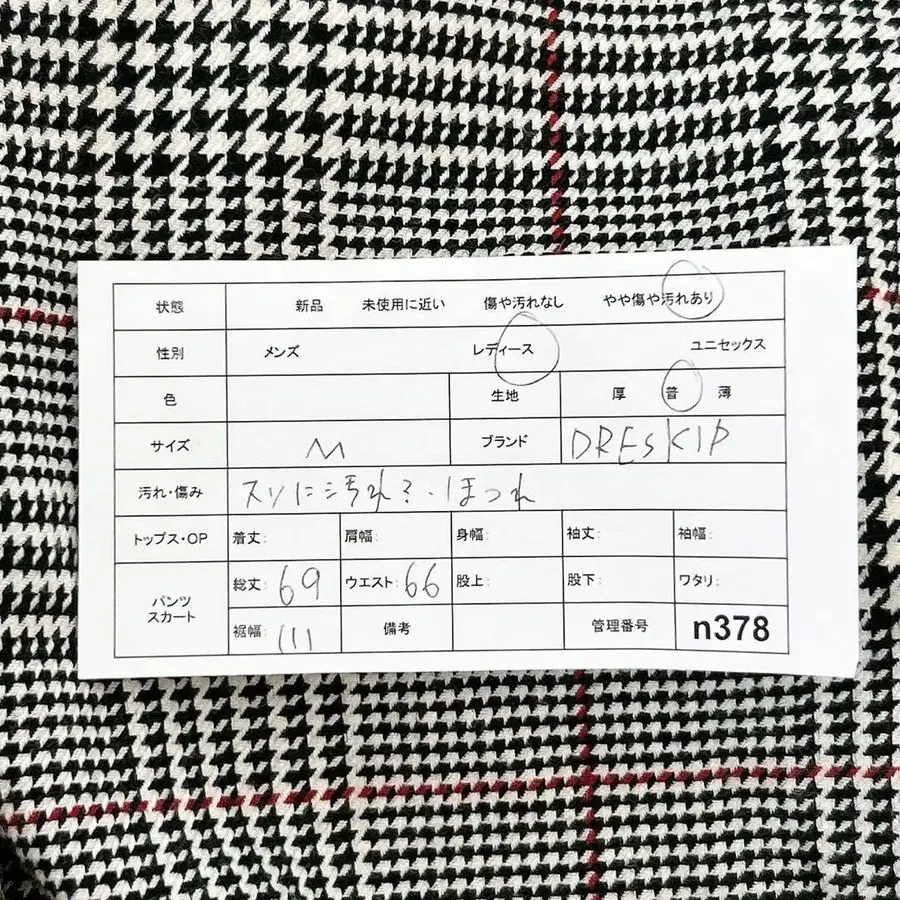 状態 新品 未使用に近い 傷や汚れなし やや傷や汚れあり
性別 メンズ レディース ユニセックス
色 生地 厚 普 薄
サイズ M ブランド DRESKIP
汚れ・傷み スソに汚れ?・ほつれ
トップス・OP 着丈: 肩幅: 身幅: 袖丈: 袖幅:
パンツ
スカート
総丈: 69 ウエスト: 66 股上: 股下: ワタリ:
裾幅: 111 備考 管理番号 n378